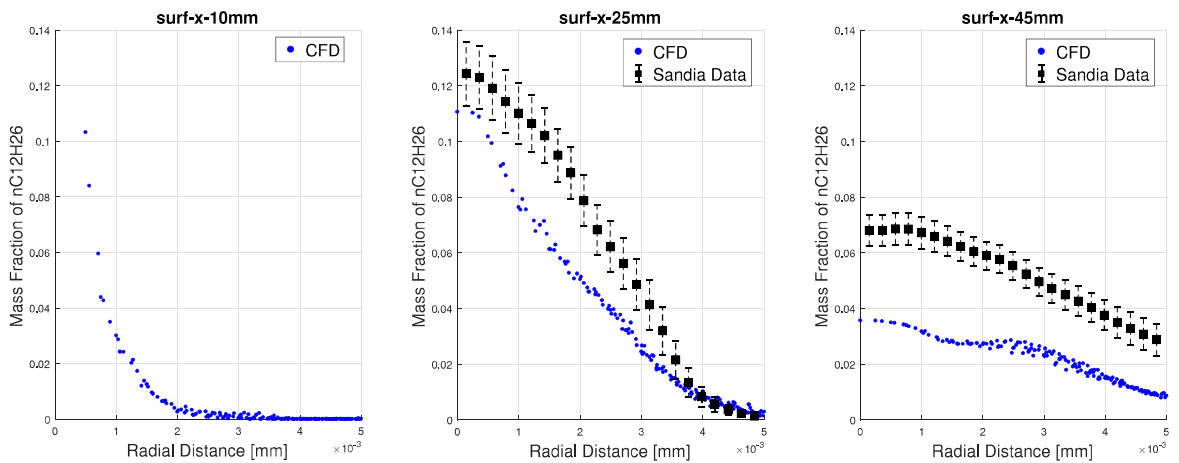 surf-x-10mm
0.14
0.12
0.1
0.08
0.06
0.04
0.02
0
Mass Fraction of nC12H26
CFD
0 1 2 3 4 5
×10⁻³
Radial Distance [mm]
surf-x-25mm
0.14
0.12
0.1
0.08
0.06
0.04
0.02
0
Mass Fraction of nC12H26
CFD
Sandia Data
0 1 2 3 4 5
×10⁻³
Radial Distance [mm]
surf-x-45mm
0.14
0.12
0.1
0.08
0.06
0.04
0.02
0
Mass Fraction of nC12H26
CFD
Sandia Data
0 1 2 3 4 5
×10⁻³
Radial Distance [mm]